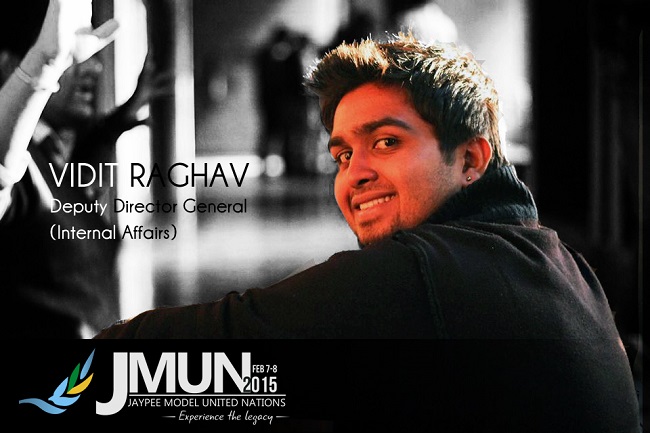 VIDIT RAGHAV
Deputy Director General
(Internal Affairs)
JMUN FEB 7-8 2015
JAYPEE MODEL UNITED NATIONS
Experience the legacy